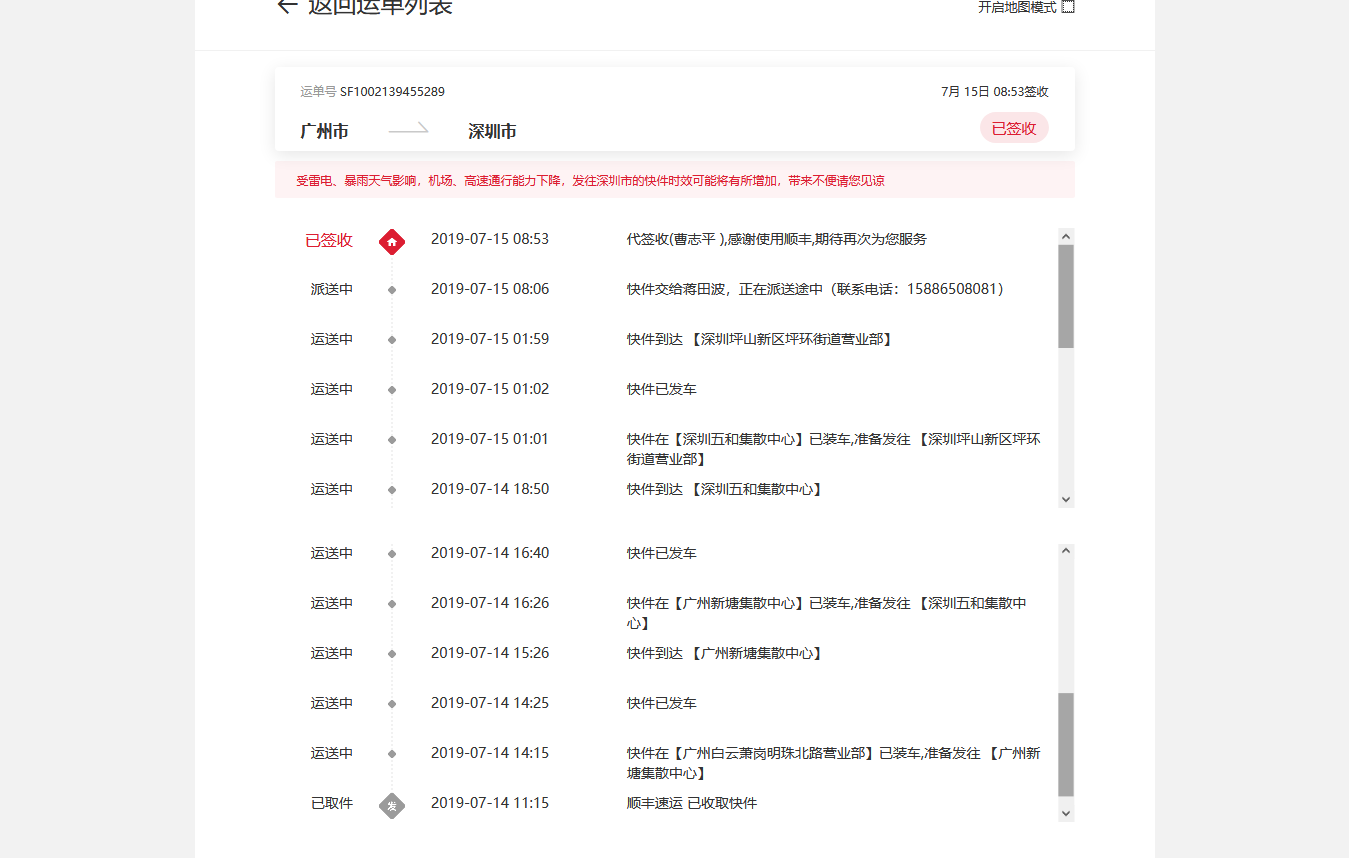 返回运单列表
开启地图模式
运单号 SF1002139455289
7月 15日 08:53签收
广州市
深圳市
已签收
受雷电、暴雨天气影响，机场、高速通行能力下降，发往深圳市的快件时效可能将有所增加，带来不便请您见谅
已签收 2019-07-15 08:53 代签收(曹志平 ),感谢使用顺丰,期待再次为您服务
派送中 2019-07-15 08:06 快件交给蒋田波，正在派送途中（联系电话：15886508081）
运送中 2019-07-15 01:59 快件到达 【深圳坪山新区坪环街道营业部】
运送中 2019-07-15 01:02 快件已发车
运送中 2019-07-15 01:01 快件在【深圳五和集散中心】已装车,准备发往 【深圳坪山新区坪环
街道营业部】
运送中 2019-07-14 18:50 快件到达 【深圳五和集散中心】
运送中 2019-07-14 16:40 快件已发车
运送中 2019-07-14 16:26 快件在【广州新塘集散中心】已装车,准备发往 【深圳五和集散中
心】
运送中 2019-07-14 15:26 快件到达 【广州新塘集散中心】
运送中 2019-07-14 14:25 快件已发车
运送中 2019-07-14 14:15 快件在【广州白云萧岗明珠北路营业部】已装车,准备发往 【广州新
塘集散中心】
已取件 发 2019-07-14 11:15 顺丰速运 已收取快件